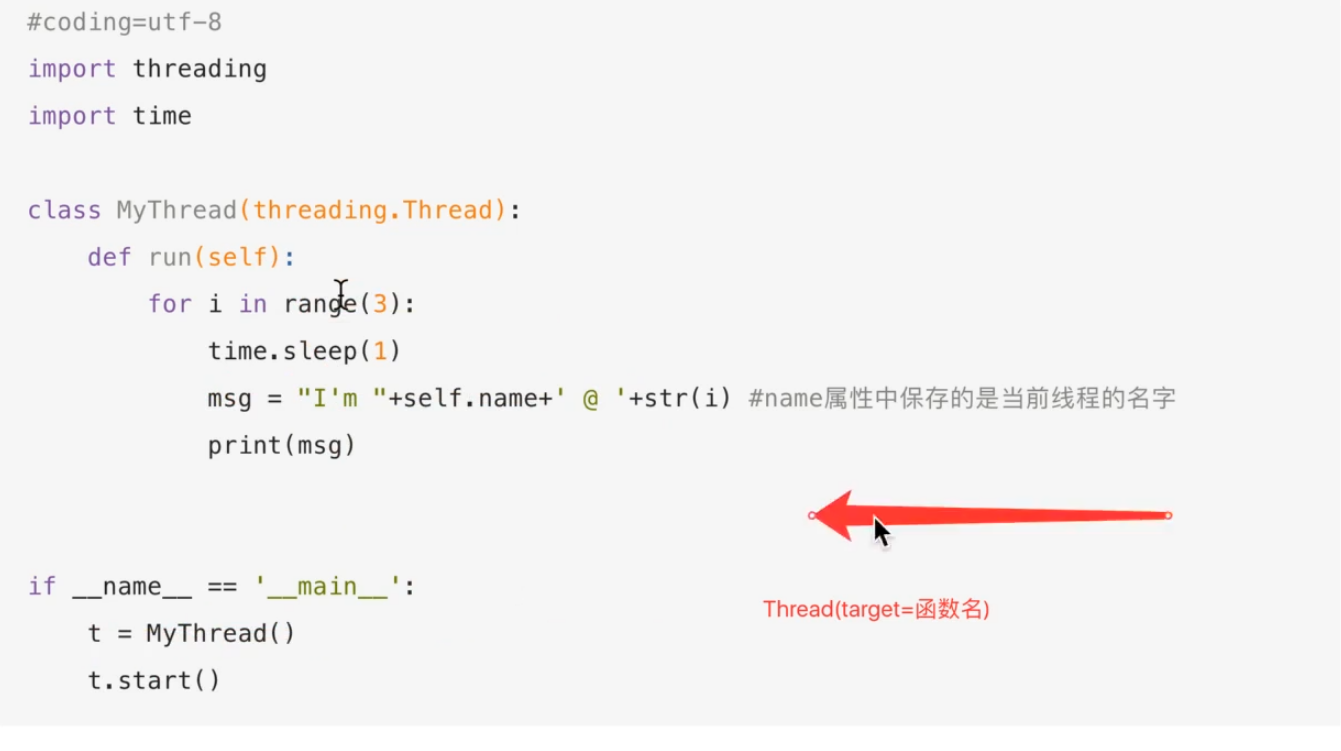 #coding=utf-8
import threading
import time
class MyThread(threading.Thread):
    def run(self):
        for i in range(3):
            time.sleep(1)
            msg = "I'm "+self.name+' @ '+str(i) #name属性中保存的是当前线程的名字
            print(msg)
if __name__ == '__main__':
Thread(target=函数名)
    t = MyThread()
    t.start()